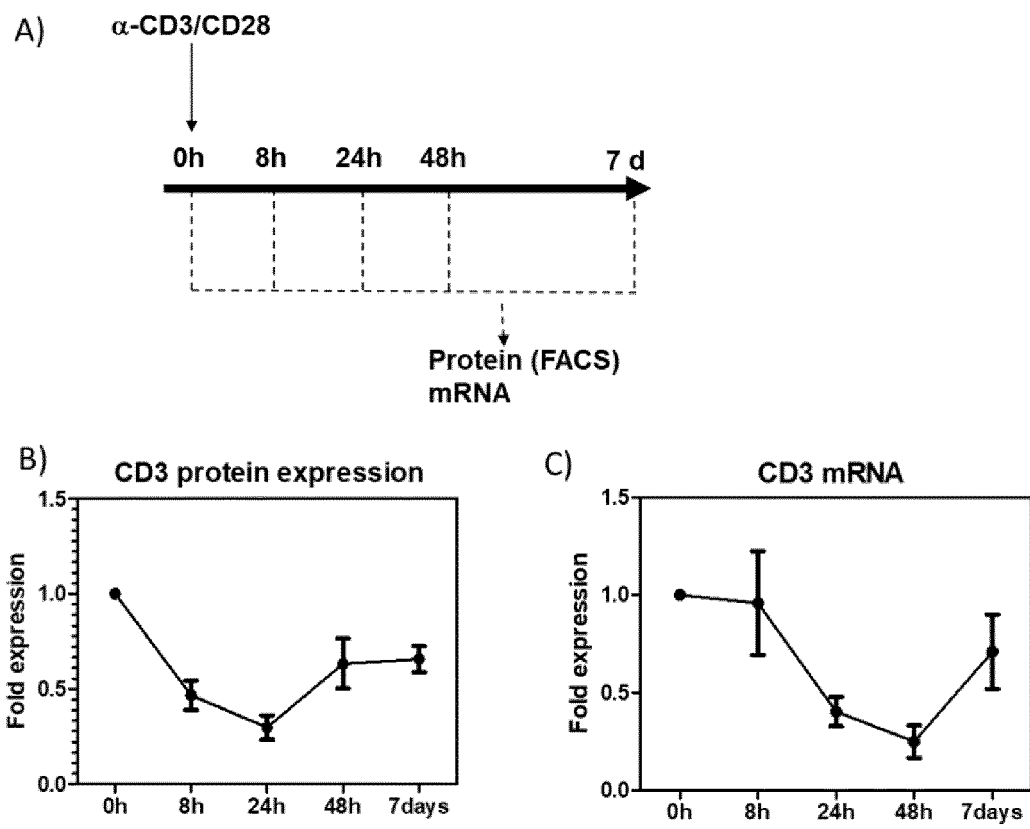 A)
α-CD3/CD28
0h 8h 24h 48h 7 d
Protein (FACS)
mRNA
B)
CD3 protein expression
Fold expression
1.5
1.0
0.5
0.0
0h 8h 24h 48h 7days
C)
CD3 mRNA
Fold expression
1.5
1.0
0.5
0.0
0h 8h 24h 48h 7days